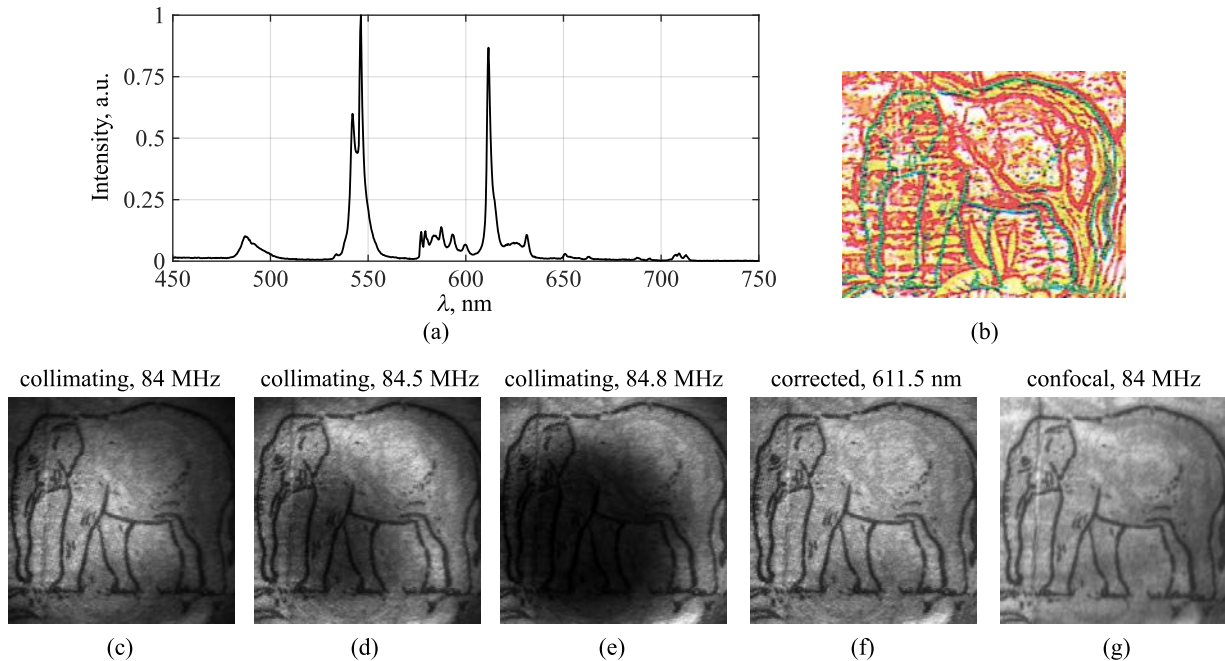 1
0.75
0.5
0.25
0
Intensity, a.u.
450 500 550 600 650 700 750
λ, nm
(a)
(b)
collimating, 84 MHz
collimating, 84.5 MHz
collimating, 84.8 MHz
corrected, 611.5 nm
confocal, 84 MHz
(c)
(d)
(e)
(f)
(g)